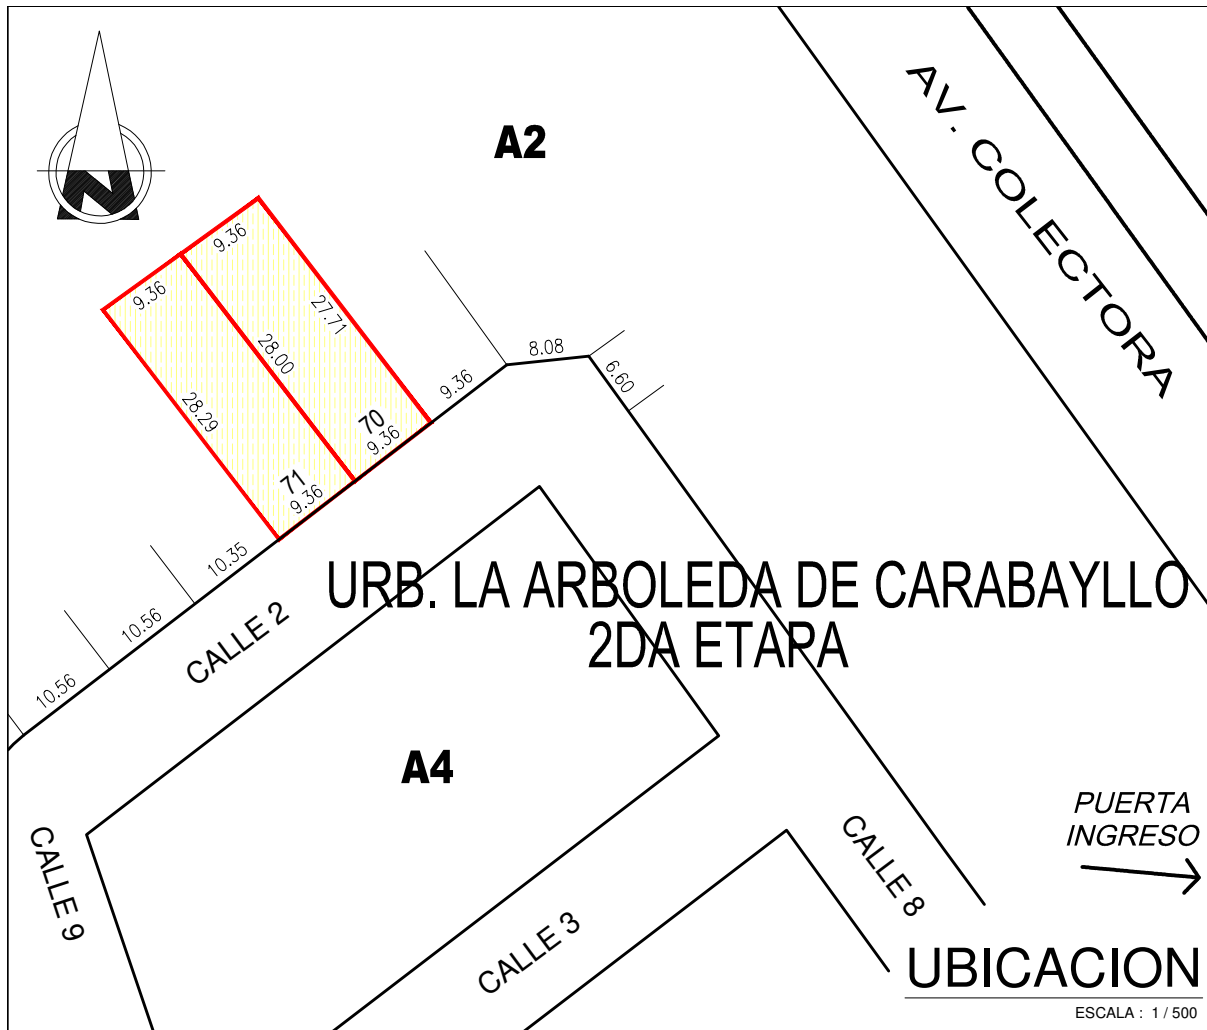 N
A2
AV. COLECTORA
9.36
9.36
27.71
28.00
28.29
8.08
6.60
9.36
70
9.36
71
9.36
10.35
10.56
10.56
CALLE 2
URB. LA ARBOLEDA DE CARABAYLLO
2DA ETAPA
A4
CALLE 9
CALLE 3
CALLE 8
PUERTA
INGRESO
UBICACION
ESCALA : 1 / 500